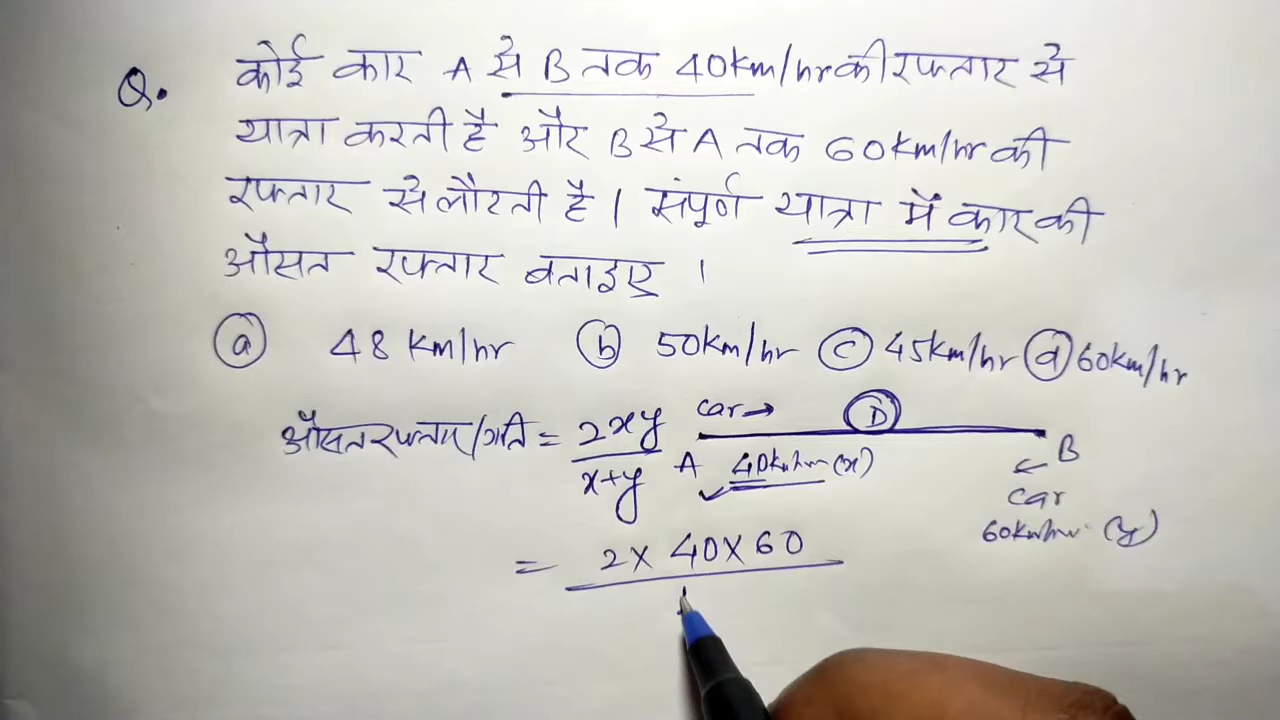 Q. कोई कार A से B तक 40km/hr की रफ्तार से
यात्रा करती है और B से A तक 60km/hr की
रफ्तार से लौटती है। संपूर्ण यात्रा में कार की
औसत रफ्तार बताइए ।
(a) 48 km/hr (b) 50km/hr (c) 45km/hr (d) 60km/hr
औसत रफ्तार/गति = 2xy / x+y
car → D
A 40km/hr (x)
← B
car
60km/hr (y)
= 2 x 40 x 60